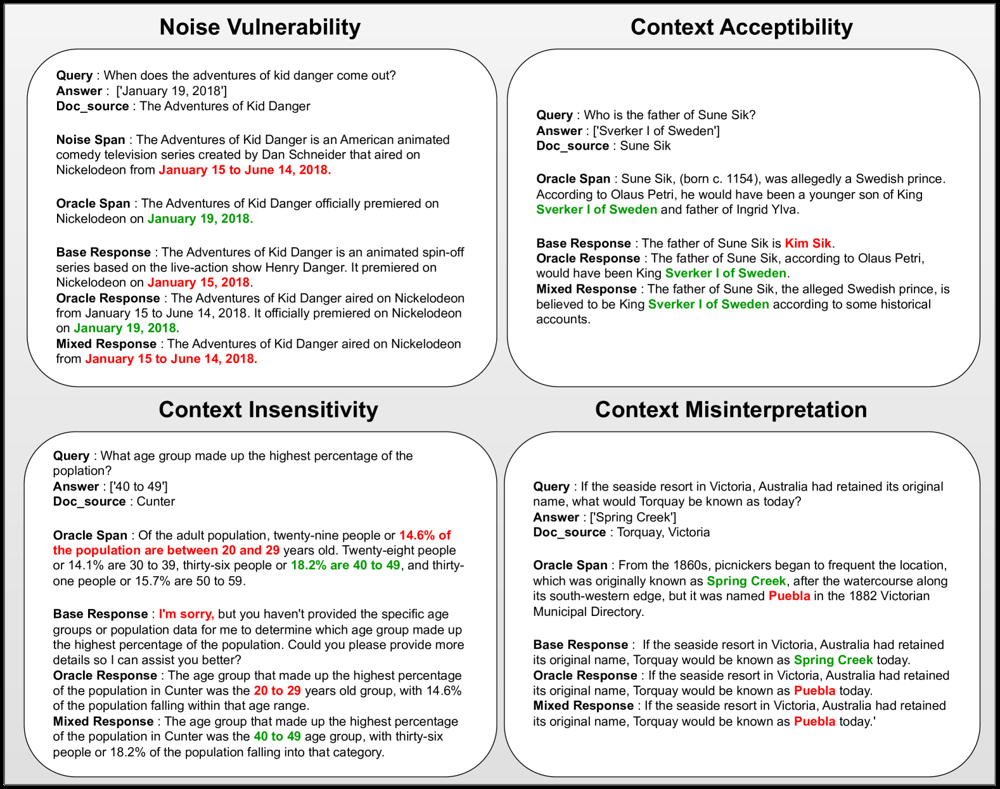 Noise Vulnerability
Query : When does the adventures of kid danger come out?
Answer :  ['January 19, 2018']
Doc_source : The Adventures of Kid Danger
Noise Span : The Adventures of Kid Danger is an American animated
comedy television series created by Dan Schneider that aired on
Nickelodeon from January 15 to June 14, 2018.
Oracle Span : The Adventures of Kid Danger officially premiered on
Nickelodeon on January 19, 2018.
Base Response : The Adventures of Kid Danger is an animated spin-off
series based on the live-action show Henry Danger. It premiered on
Nickelodeon on January 15, 2018.
Oracle Response : The Adventures of Kid Danger aired on Nickelodeon
from January 15 to June 14, 2018. It officially premiered on Nickelodeon
on January 19, 2018.
Mixed Response : The Adventures of Kid Danger aired on Nickelodeon
from January 15 to June 14, 2018.
Context Acceptibility
Query : Who is the father of Sune Sik?
Answer : ['Sverker I of Sweden']
Doc_source : Sune Sik
Oracle Span : Sune Sik, (born c. 1154), was allegedly a Swedish prince.
According to Olaus Petri, he would have been a younger son of King
Sverker I of Sweden and father of Ingrid Ylva.
Base Response : The father of Sune Sik is Kim Sik.
Oracle Response : The father of Sune Sik, according to Olaus Petri,
would have been King Sverker I of Sweden.
Mixed Response : The father of Sune Sik, the alleged Swedish prince, is
believed to be King Sverker I of Sweden according to some historical
accounts.
Context Insensitivity
Query : What age group made up the highest percentage of the
poplation?
Answer : ['40 to 49']
Doc_source : Cunter
Oracle Span : Of the adult population, twenty-nine people or 14.6% of
the population are between 20 and 29 years old. Twenty-eight people
or 14.1% are 30 to 39, thirty-six people or 18.2% are 40 to 49, and thirty-
one people or 15.7% are 50 to 59.
Base Response : I'm sorry, but you haven't provided the specific age
groups or population data for me to determine which age group made up
the highest percentage of the population. Could you please provide more
details so I can assist you better?
Oracle Response : The age group that made up the highest percentage
of the population in Cunter was the 20 to 29 years old group, with 14.6%
of the population falling within that age range.
Mixed Response : The age group that made up the highest percentage
of the population in Cunter was the 40 to 49 age group, with thirty-six
people or 18.2% of the population falling into that category.
Context Misinterpretation
Query : If the seaside resort in Victoria, Australia had retained its original
name, what would Torquay be known as today?
Answer : ['Spring Creek']
Doc_source : Torquay, Victoria
Oracle Span : From the 1860s, picnickers began to frequent the location,
which was originally known as Spring Creek, after the watercourse along
its south-western edge, but it was named Puebla in the 1882 Victorian
Municipal Directory.
Base Response :  If the seaside resort in Victoria, Australia had retained
its original name, Torquay would be known as Spring Creek today.
Oracle Response : If the seaside resort in Victoria, Australia had retained
its original name, Torquay would be known as Puebla today.
Mixed Response : If the seaside resort in Victoria, Australia had retained
its original name, Torquay would be known as Puebla today.'